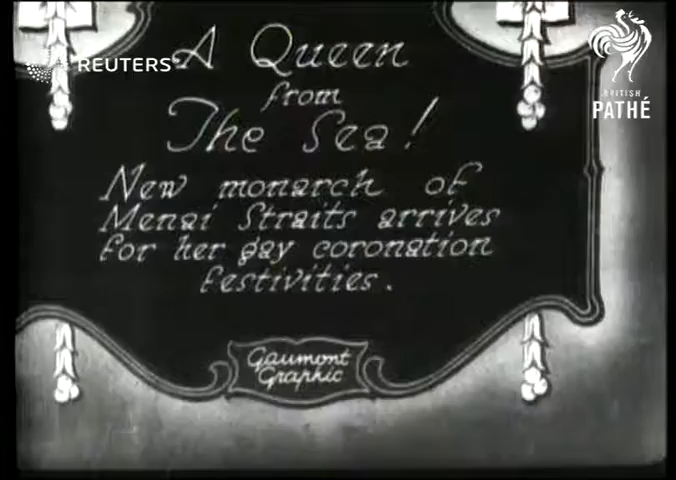 A Queen
from
The Sea!
New monarch of
Menai Straits arrives
for her gay coronation
festivities.
Gaumont
Graphic
REUTERS
BRITISH
PATHÉ